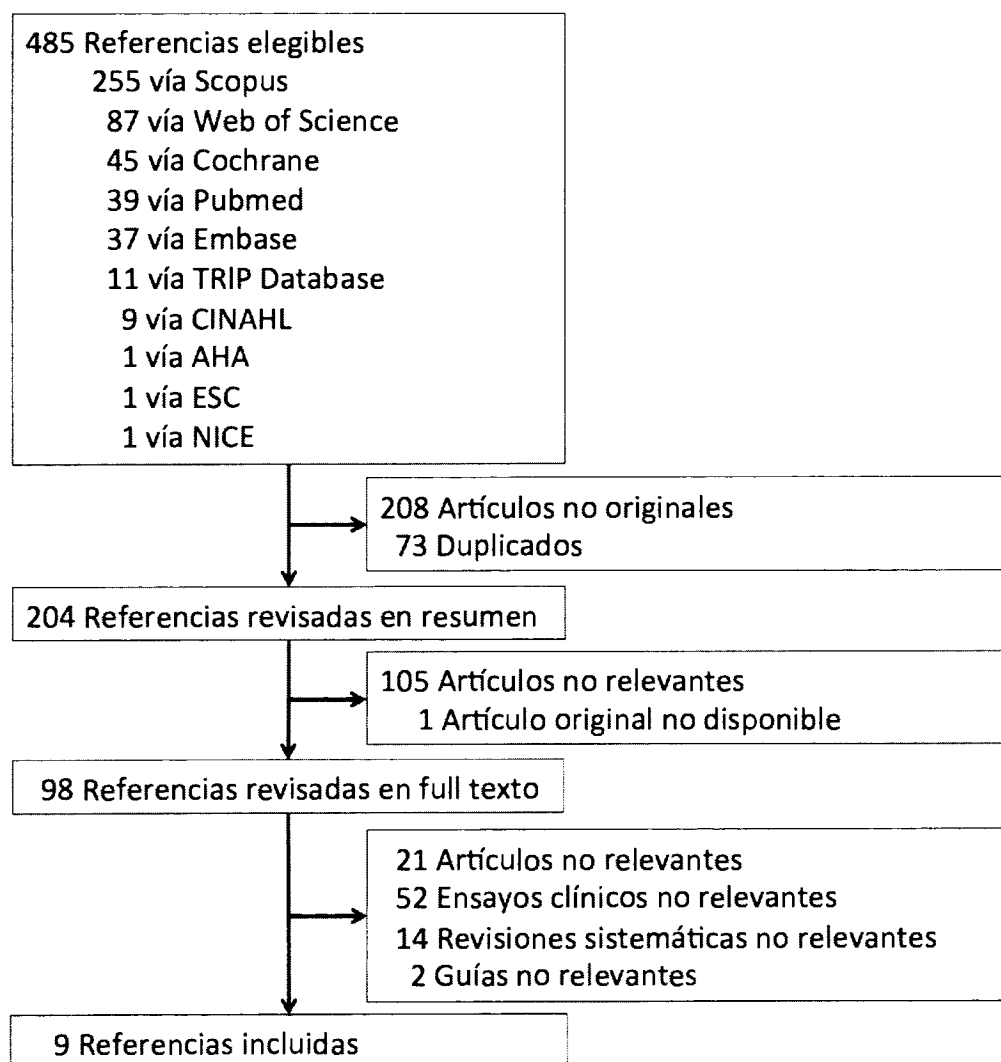 485 Referencias elegibles
255 vía Scopus
87 vía Web of Science
45 vía Cochrane
39 vía Pubmed
37 vía Embase
11 vía TRIP Database
9 vía CINAHL
1 vía AHA
1 vía ESC
1 vía NICE
208 Artículos no originales
73 Duplicados
204 Referencias revisadas en resumen
105 Artículos no relevantes
1 Artículo original no disponible
98 Referencias revisadas en full texto
21 Artículos no relevantes
52 Ensayos clínicos no relevantes
14 Revisiones sistemáticas no relevantes
2 Guías no relevantes
9 Referencias incluidas